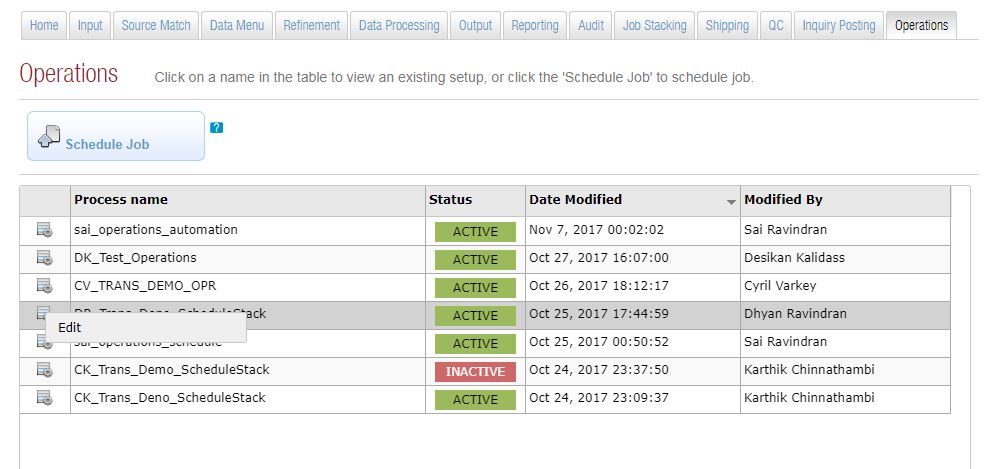 Home Input Source Match Data Menu Refinement Data Processing Output Reporting Audit Job Stacking Shipping QC Inquiry Posting Operations
Operations Click on a name in the table to view an existing setup, or click the 'Schedule Job' to schedule job.
Schedule Job ?
Process name Status Date Modified Modified By
sai_operations_automation ACTIVE Nov 7, 2017 00:02:02 Sai Ravindran
DK_Test_Operations ACTIVE Oct 27, 2017 16:07:00 Desikan Kalidass
CV_TRANS_DEMO_OPR ACTIVE Oct 26, 2017 18:12:17 Cyril Varkey
DB_Trans_Deno_ScheduleStack ACTIVE Oct 25, 2017 17:44:59 Dhyan Ravindran
Edit
sai_operations_schedule ACTIVE Oct 25, 2017 00:50:52 Sai Ravindran
CK_Trans_Demo_ScheduleStack INACTIVE Oct 24, 2017 23:37:50 Karthik Chinnathambi
CK_Trans_Deno_ScheduleStack ACTIVE Oct 24, 2017 23:09:37 Karthik Chinnathambi